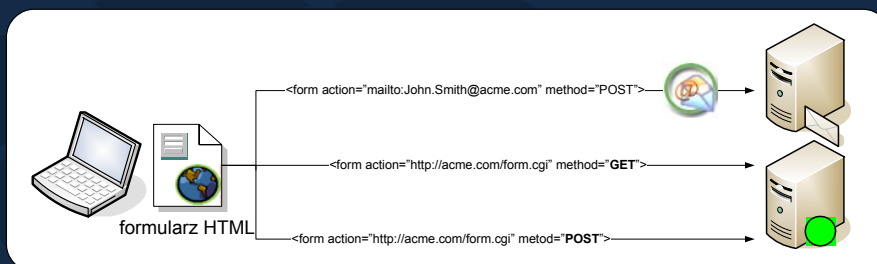 <form action="mailto:John.Smith@acme.com" method="POST">
<form action="http://acme.com/form.cgi" method="GET">
formularz HTML
<form action="http://acme.com/form.cgi" metod="POST">